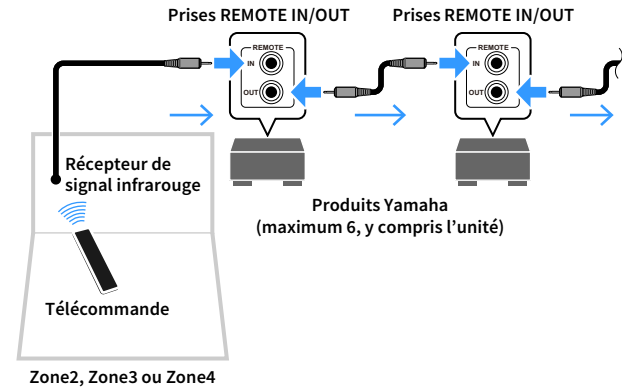 Prises REMOTE IN/OUT
Prises REMOTE IN/OUT
REMOTE
IN
OUT
REMOTE
IN
OUT
Récepteur de
signal infrarouge
Produits Yamaha
(maximum 6, y compris l’unité)
Télécommande
Zone2, Zone3 ou Zone4